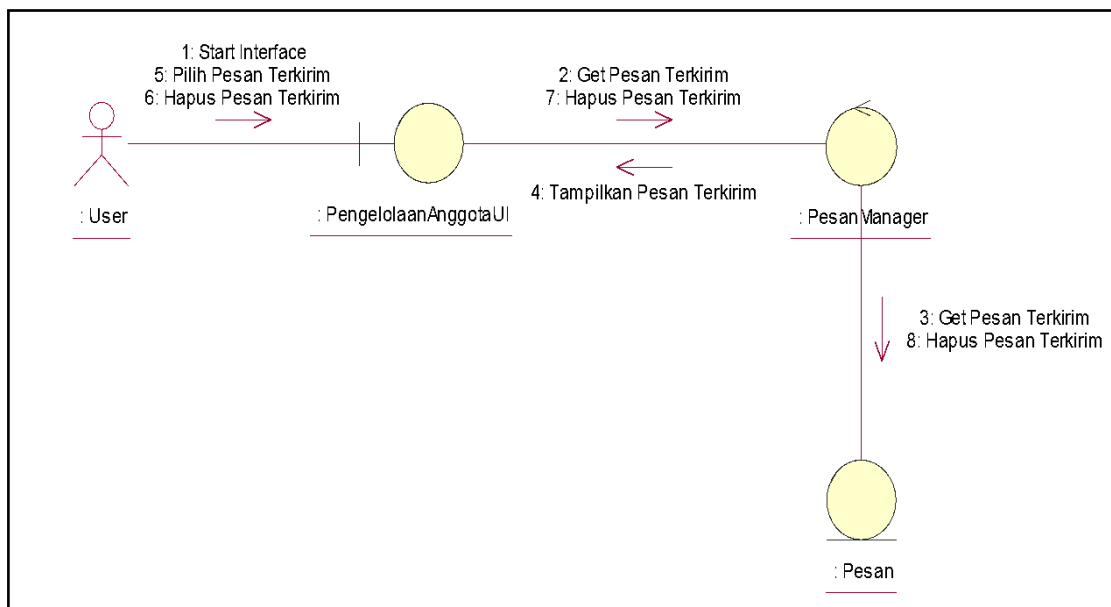 1: Start Interface
5: Pilih Pesan Terkirim
6: Hapus Pesan Terkirim
2: Get Pesan Terkirim
7: Hapus Pesan Terkirim
4: Tampilkan Pesan Terkirim
: User
: PengelolaanAnggotaUI
: PesanManager
3: Get Pesan Terkirim
8: Hapus Pesan Terkirim
: Pesan